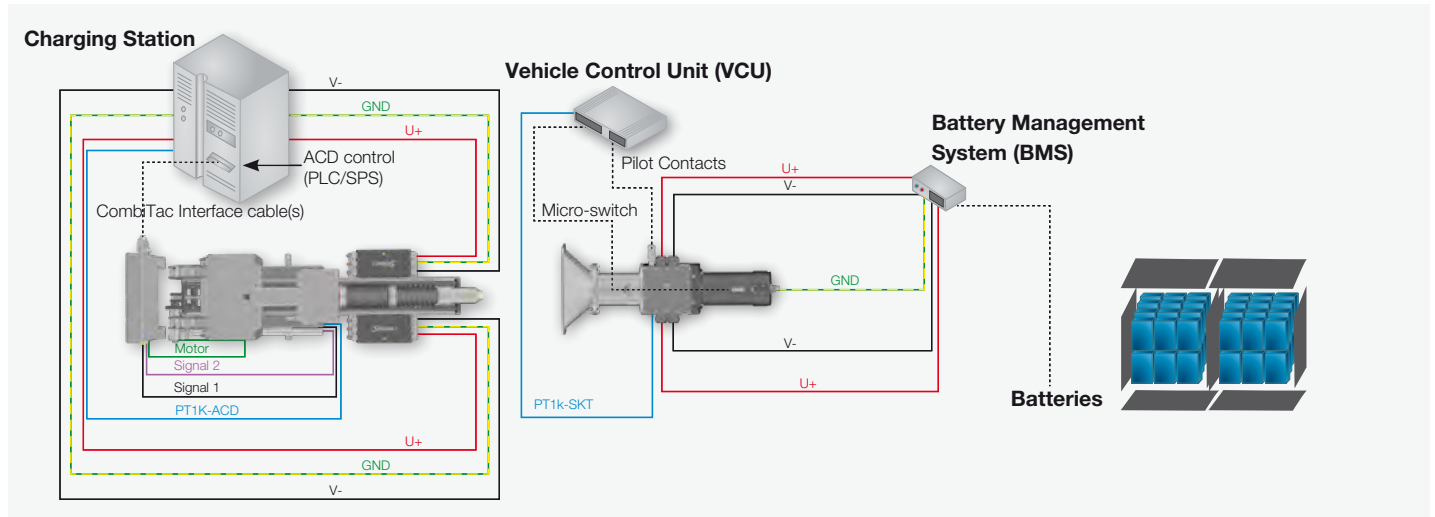 Charging Station
V-
GND
U+
ACD control
(PLC/SPS)
CombiTac Interface cable(s)
Motor
Signal 2
Signal 1
PT1K-ACD
U+
GND
V-
Vehicle Control Unit (VCU)
Pilot Contacts
Micro-switch
U+
V-
GND
V-
U+
PT1k-SKT
Battery Management
System (BMS)
Batteries